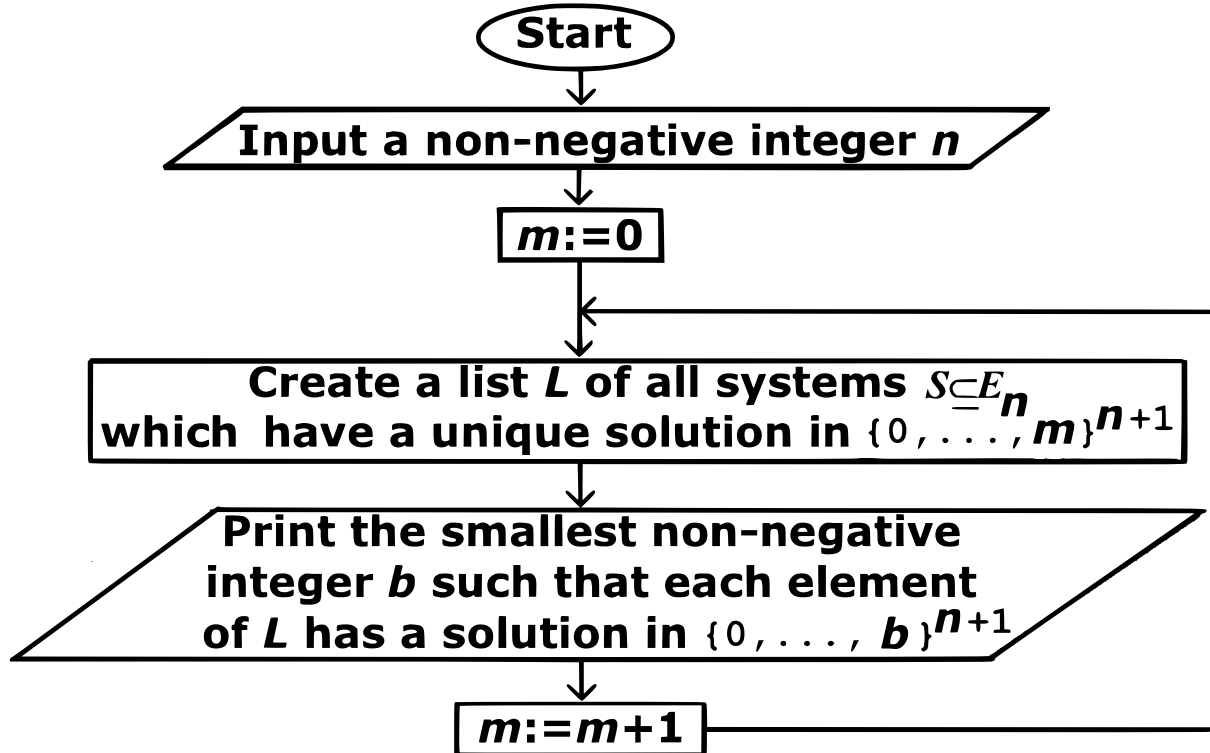 Start
Input a non-negative integer n
m:=0
Create a list L of all systems S⊆Eₙ
which have a unique solution in {0,...,m}ⁿ⁺¹
Print the smallest non-negative
integer b such that each element
of L has a solution in {0,..., b}ⁿ⁺¹
m:=m+1